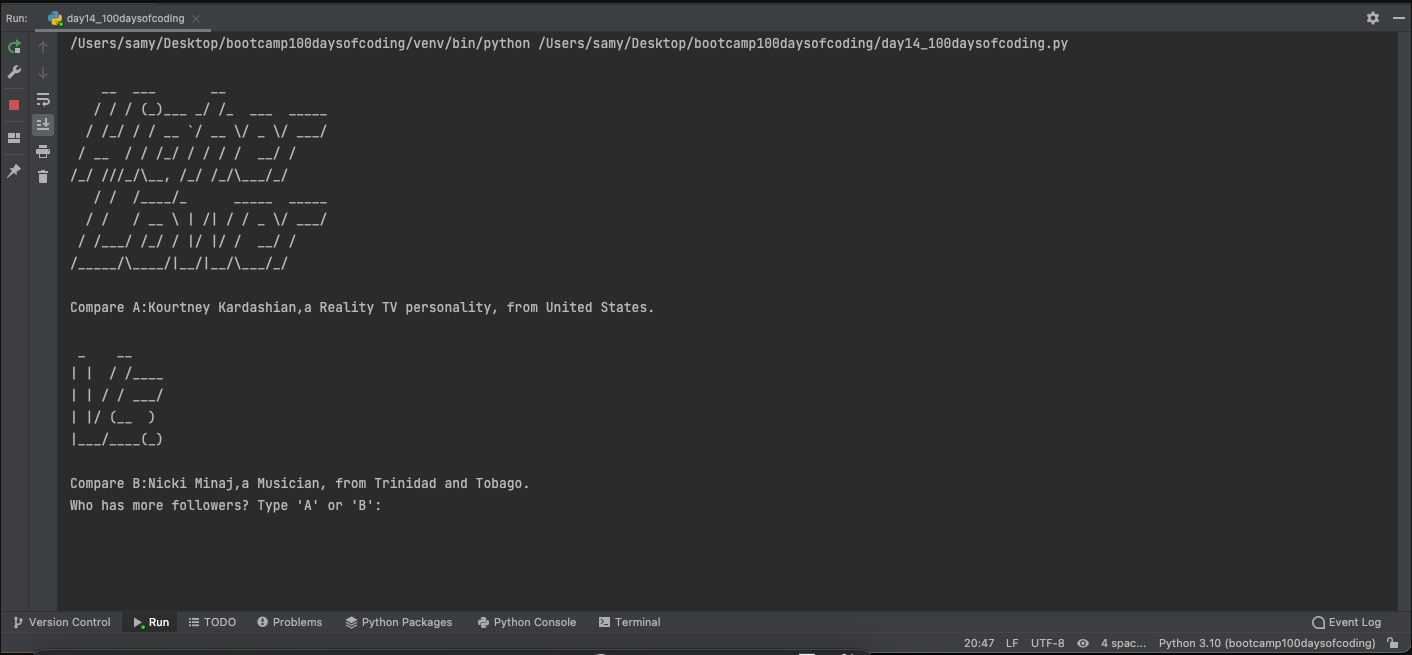 Run: day14_100daysofcoding
/Users/samy/Desktop/bootcamp100daysofcoding/venv/bin/python /Users/samy/Desktop/bootcamp100daysofcoding/day14_100daysofcoding.py
    __  ___       __
   / / / (_)___ _/ /_  ___  _____
  / /_/ / / __ `/ __ \/ _ \/ ___/
 / __  / / /_/ / / / /  __/ /
/_/ ///_/\__, /_/ /_/\___/_/
   / /  /____/_      _____  _____
  / /   / __ \ | /| / / _ \/ ___/
 / /___/ /_/ / |/ |/ /  __/ /
/_____/\____/|__/|__/\___/_/
Compare A:Kourtney Kardashian,a Reality TV personality, from United States.
 _    __
| |  / /____
| | / / ___/
| |/ (__  )
|___/____(_)
Compare B:Nicki Minaj,a Musician, from Trinidad and Tobago.
Who has more followers? Type 'A' or 'B':
Version Control Run TODO Problems Python Packages Python Console Terminal Event Log
20:47 LF UTF-8 4 spac... Python 3.10 (bootcamp100daysofcoding)